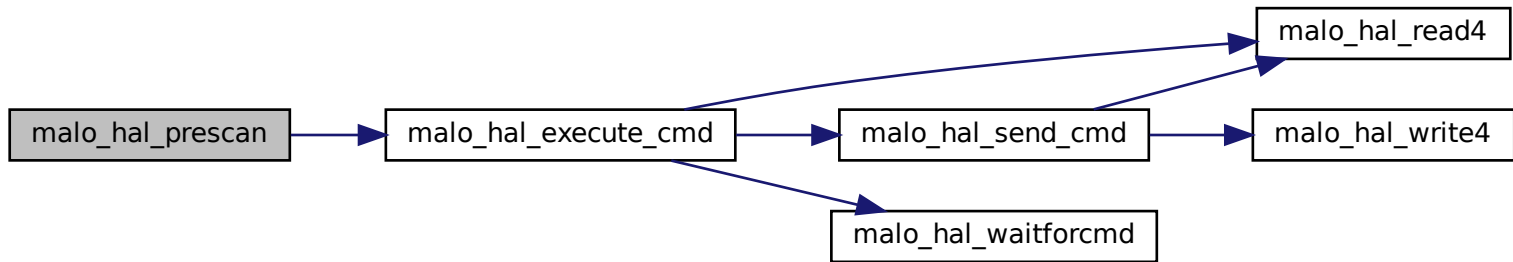 malo_hal_read4
malo_hal_prescan
malo_hal_execute_cmd
malo_hal_send_cmd
malo_hal_write4
malo_hal_waitforcmd